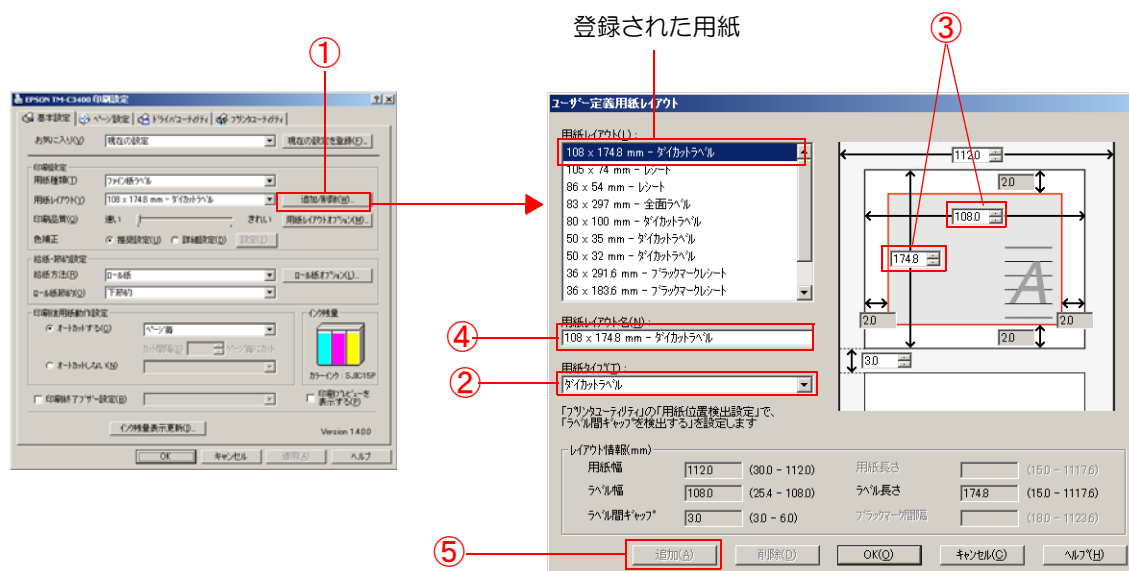 登録された用紙
①
③
EPSON TM-C3400 印刷設定
基本設定 ページ設定 ドライバユーティリティ プリンタユーティリティ
お気に入り(V) 現在の設定 現在の設定を登録(F)...
印刷設定
用紙種類(T) ファイン紙ラベル
用紙レイアウト(Y) 108 x 174.8 mm - ダイカットラベル 追加/削除(W)...
印刷品質(Q) 速い きれい 用紙レイアウトオプション(M)...
色補正 推奨設定(U) 詳細設定(D) 設定(E)...
給紙・節約設定
給紙方法(R) ロール紙 ロール紙オプション(L)...
ロール紙節約(X) 下節約
印刷後用紙動作設定
オートカットする(G) ページ毎
カット間隔(S) ページ毎にカット
オートカットしない(N)
インク残量
カラーインク : SJIC15P
印刷終了ブザー設定(B)
印刷プレビューを
表示する(P)
インク残量表示更新(I)...
Version 1.4.0.0
OK キャンセル 適用(A) ヘルプ
ユーザー定義用紙レイアウト
用紙レイアウト(L) :
108 x 174.8 mm - ダイカットラベル
105 x 74 mm - レシート
86 x 54 mm - レシート
83 x 297 mm - 全面ラベル
80 x 100 mm - ダイカットラベル
50 x 35 mm - ダイカットラベル
50 x 32 mm - ダイカットラベル
36 x 291.6 mm - ブラックマークレシート
36 x 183.6 mm - ブラックマークレシート
112.0
2.0
108.0
174.8
A
2.0 2.0
2.0
3.0
④
用紙レイアウト名(N) :
108 x 174.8 mm - ダイカットラベル
②
用紙タイプ(T) :
ダイカットラベル
「プリンタユーティリティ」の「用紙位置検出設定」で、
「ラベル間ギャップを検出する」を設定します
レイアウト情報(mm)
用紙幅 112.0 (30.0 - 112.0) 用紙長さ (15.0 - 1117.6)
ラベル幅 108.0 (25.4 - 108.0) ラベル長さ 174.8 (15.0 - 1117.6)
ラベル間ギャップ 3.0 (3.0 - 6.0) ブラックマーク間隔 (18.0 - 1123.6)
⑤
追加(A) 削除(D) OK(O) キャンセル(C) ヘルプ(H)